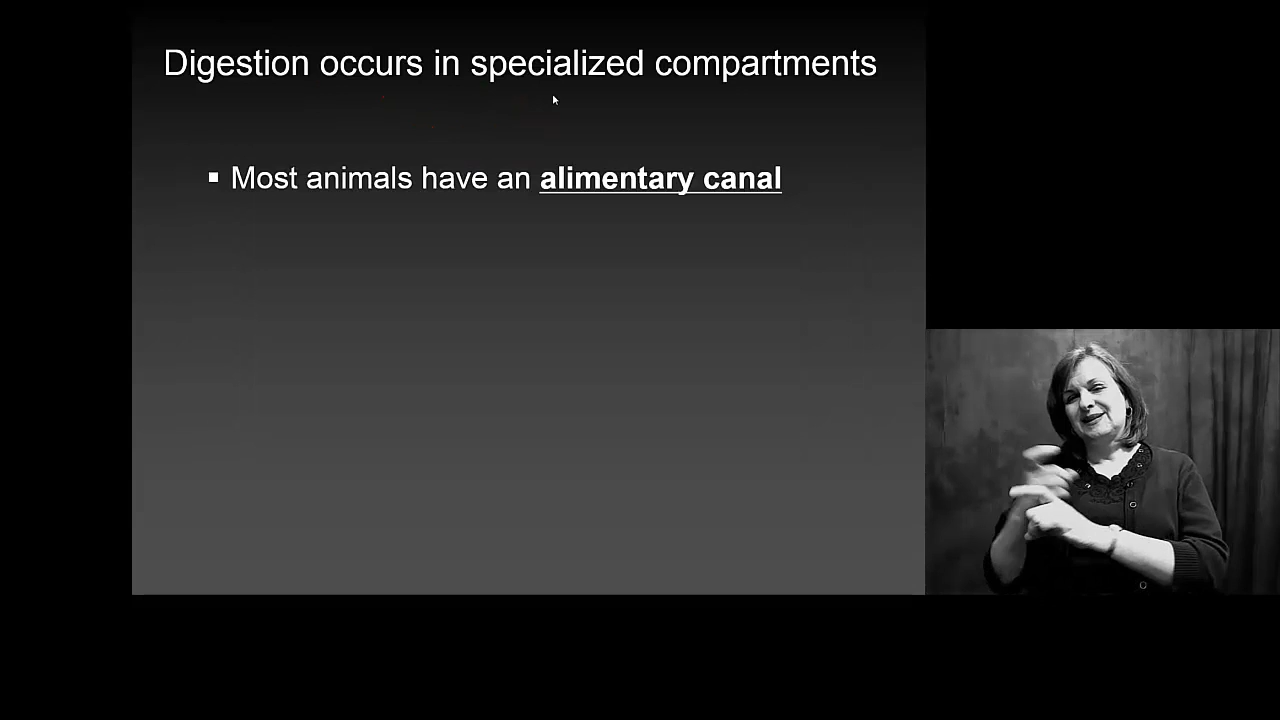 Digestion occurs in specialized compartments
▪ Most animals have an alimentary canal